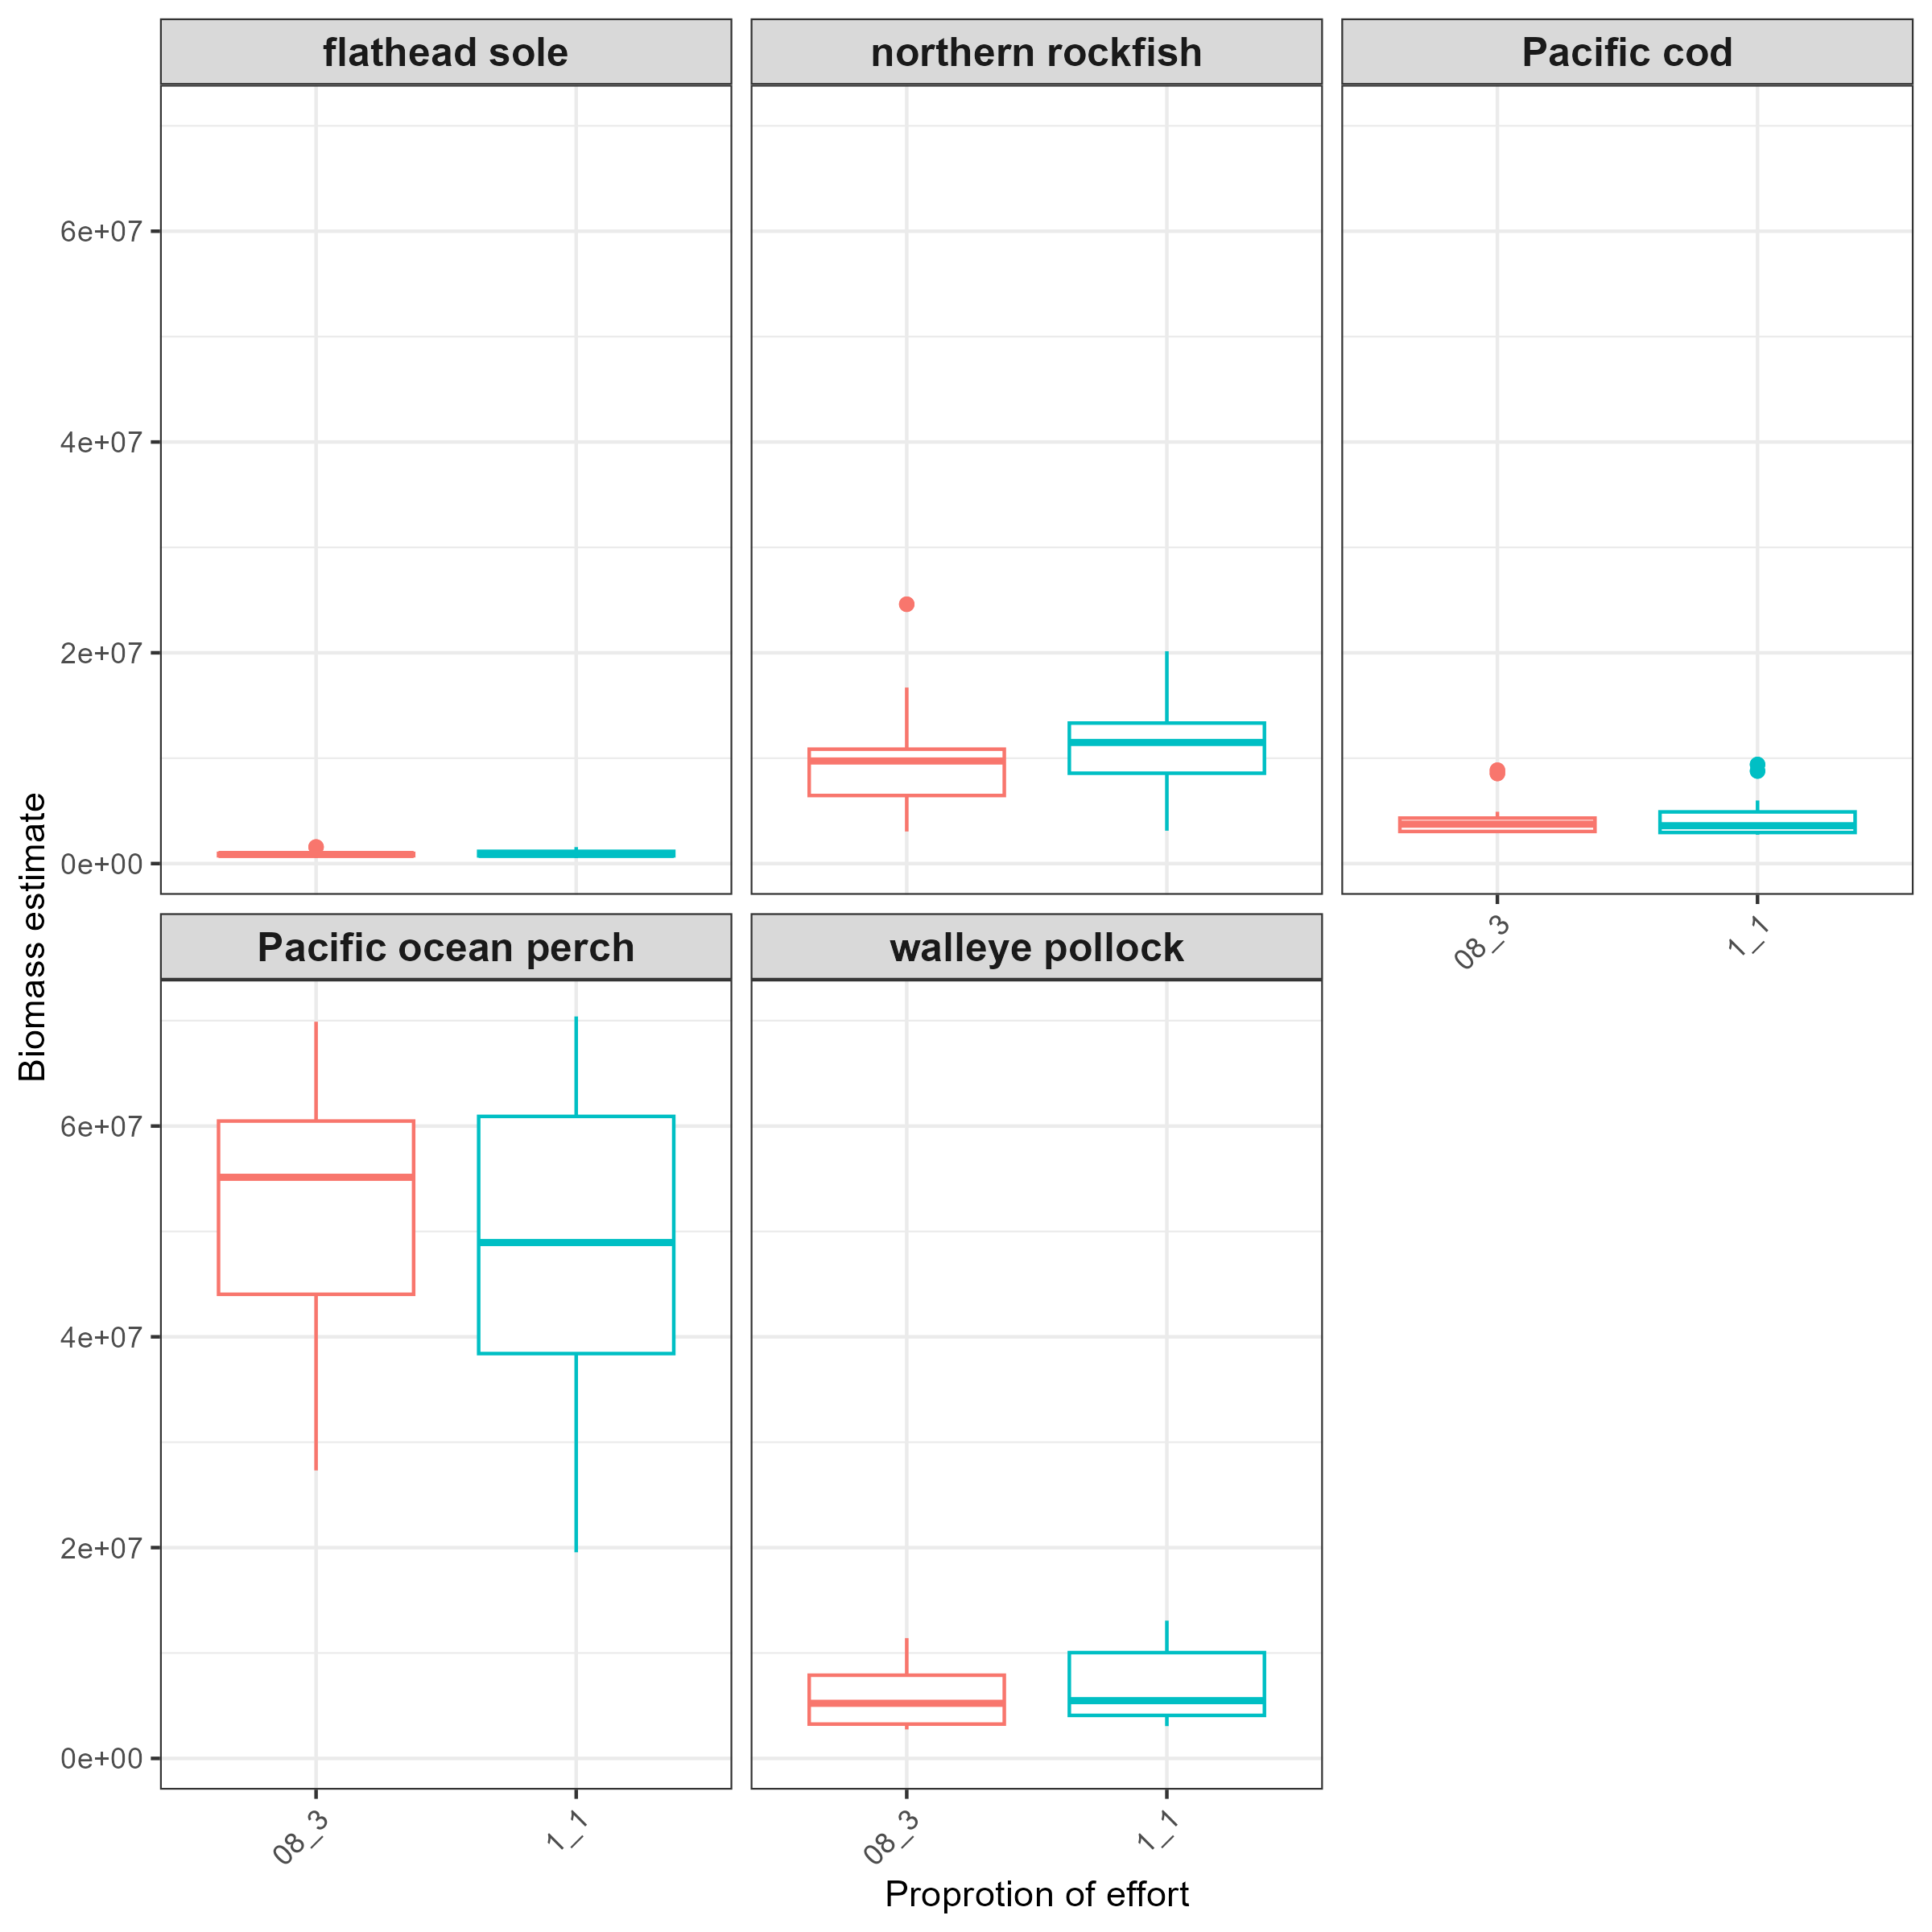 flathead sole
northern rockfish
Pacific cod
6e+07
4e+07
2e+07
0e+00
08_3
1_1
Pacific ocean perch
walleye pollock
Biomass estimate
6e+07
4e+07
2e+07
0e+00
08_3
1_1
08_3
1_1
Proprotion of effort